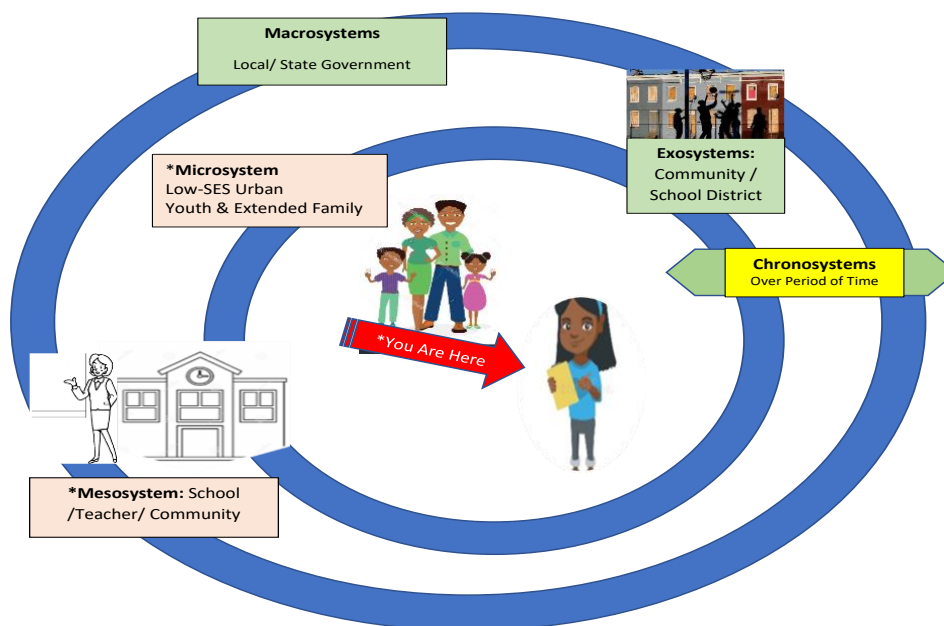 Macrosystems
Local/ State Government
*Microsystem
Low-SES Urban
Youth & Extended Family
Exosystems:
Community /
School District
Chronosystems
Over Period of Time
*You Are Here
*Mesosystem: School
/Teacher/ Community